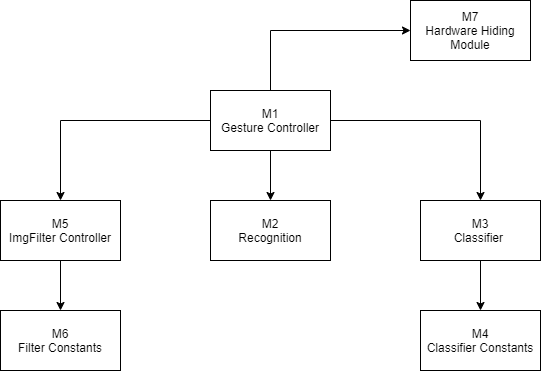 M7
Hardware Hiding
Module
M1
Gesture Controller
M5
ImgFilter Controller
M2
Recognition
M3
Classifier
M6
Filter Constants
M4
Classifier Constants